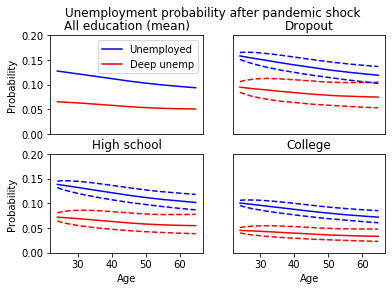 Unemployment probability after pandemic shock
All education (mean)
Dropout
0.20
0.15
0.10
0.05
0.00
Probability
Unemployed
Deep unemp
High school
College
0.20
0.15
0.10
0.05
0.00
Probability
30 40 50 60
30 40 50 60
Age
Age